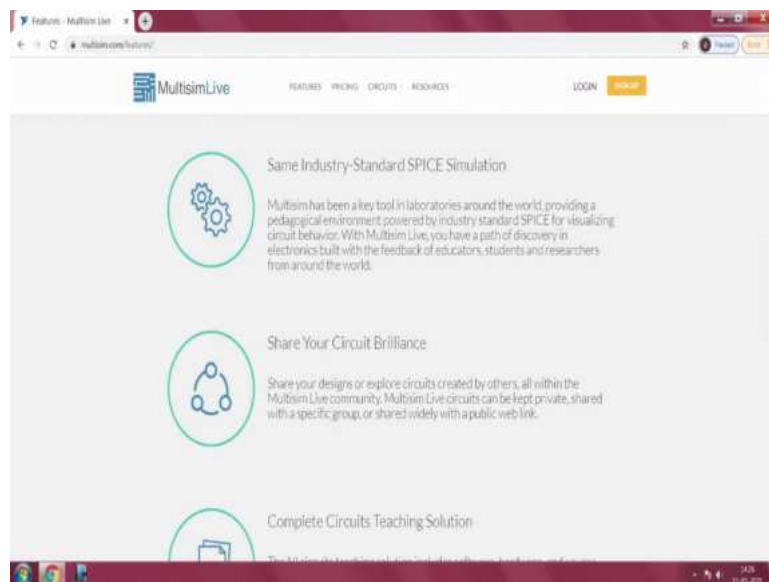 Features - Multisim Live
multisim.com/features/
Paused
Error
MultisimLive
FEATURES PRICING CIRCUITS RESOURCES
LOGIN
SIGN UP
Same Industry-Standard SPICE Simulation
Multisim has been a key tool in laboratories around the world, providing a
pedagogical environment powered by industry standard SPICE for visualizing
circuit behavior. With Multisim Live, you have a path of discovery in
electronics built with the feedback of educators, students and researchers
from around the world.
Share Your Circuit Brilliance
Share your designs or explore circuits created by others, all within the
Multisim Live community. Multisim Live circuits can be kept private, shared
with a specific group, or shared widely with a public web link.
Complete Circuits Teaching Solution
14:26